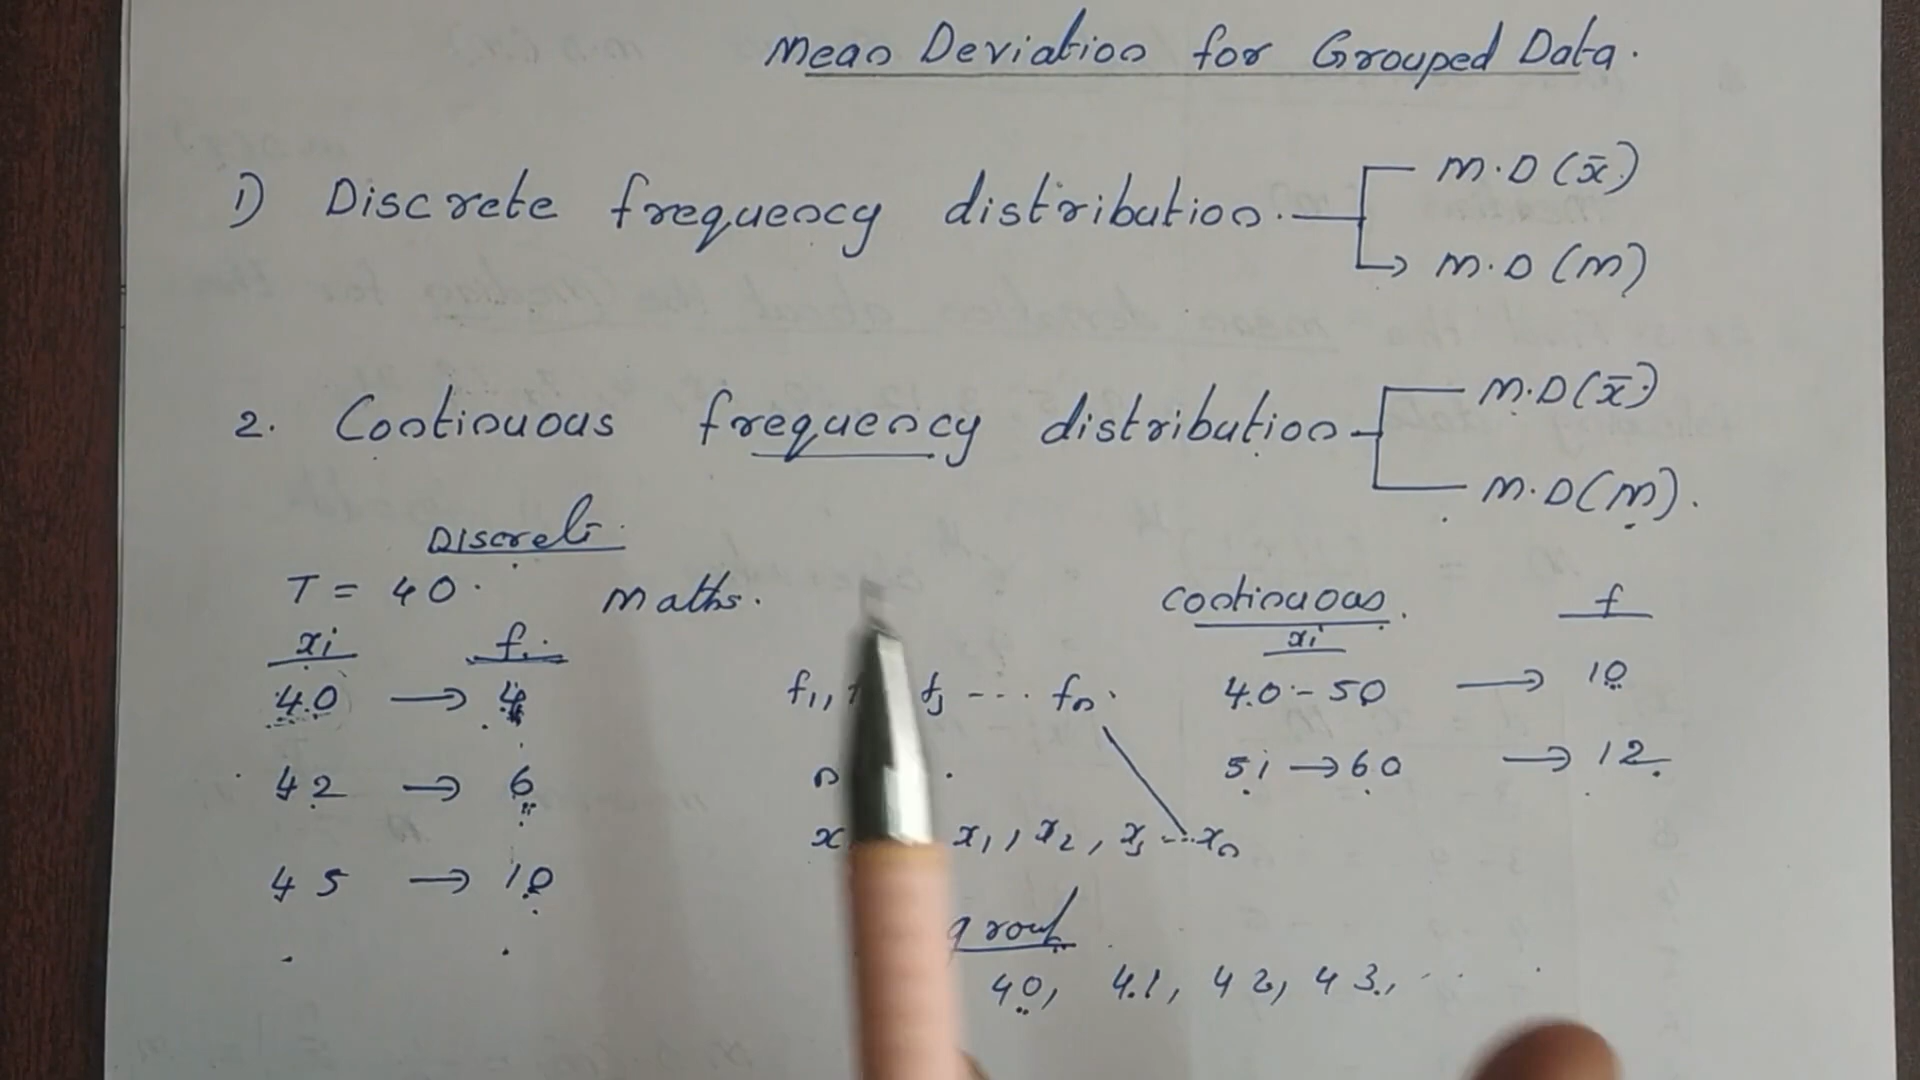 Mean Deviation for Grouped Data.
1) Discrete frequency distribution.
M.D (x̄)
M.D (M)
2. Continuous frequency distribution
M.D(x̄)
M.D(M).
Discrete
T = 40. Maths.
xi f.
40 → 4
42 → 6
45 → 10
f1, f3 --- fn.
n
x x1, x2, x3 --- xn
group
40, 41, 42, 43, ..
Continuous. f
xi
40 - 50 → 10
51 → 60 → 12.